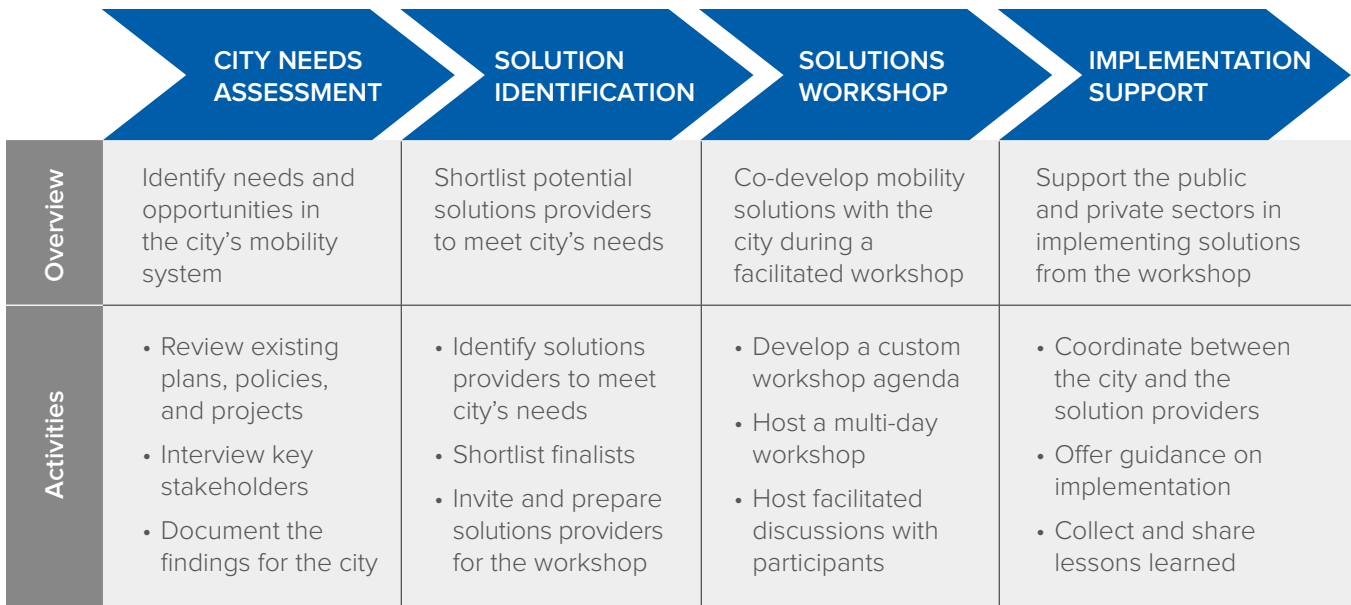 CITY NEEDS
ASSESSMENT
SOLUTION
IDENTIFICATION
SOLUTIONS
WORKSHOP
IMPLEMENTATION
SUPPORT
Overview
Identify needs and
opportunities in
the city's mobility
system
Shortlist potential
solutions providers
to meet city's needs
Co-develop mobility
solutions with the
city during a
facilitated workshop
Support the public
and private sectors in
implementing solutions
from the workshop
Activities
• Review existing
plans, policies,
and projects
• Interview key
stakeholders
• Document the
findings for the city
• Identify solutions
providers to meet
city's needs
• Shortlist finalists
• Invite and prepare
solutions providers
for the workshop
• Develop a custom
workshop agenda
• Host a multi-day
workshop
• Host facilitated
discussions with
participants
• Coordinate between
the city and the
solution providers
• Offer guidance on
implementation
• Collect and share
lessons learned